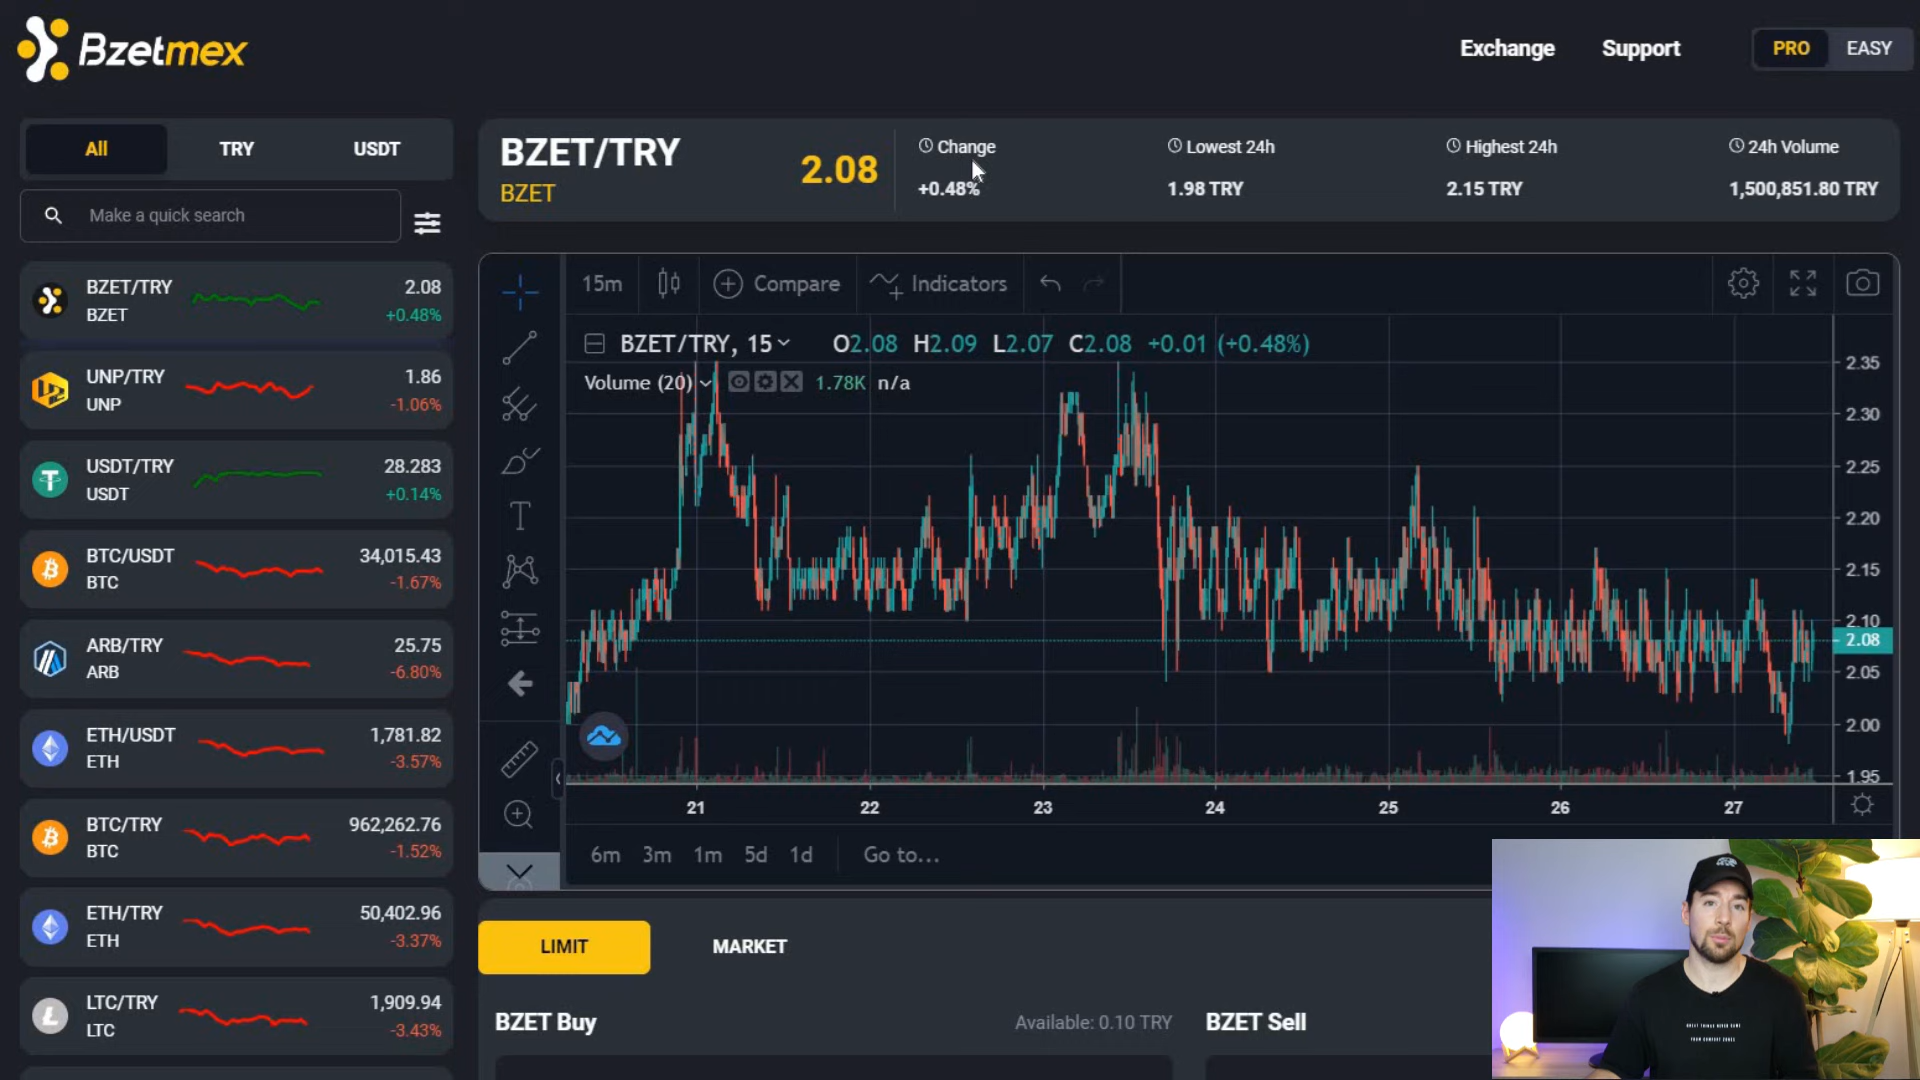 Bzetmex
Exchange
Support
PRO
EASY
All
TRY
USDT
Make a quick search
BZET/TRY
BZET
2.08
Change
+0.48%
Lowest 24h
1.98 TRY
Highest 24h
2.15 TRY
24h Volume
1,500,851.80 TRY
BZET/TRY 2.08
BZET +0.48%
UNP/TRY 1.86
UNP -1.06%
USDT/TRY 28.283
USDT +0.14%
BTC/USDT 34,015.43
BTC -1.67%
ARB/TRY 25.75
ARB -6.80%
ETH/USDT 1,781.82
ETH -3.57%
BTC/TRY 962,262.76
BTC -1.52%
ETH/TRY 50,402.96
ETH -3.37%
LTC/TRY 1,909.94
LTC -3.43%
15m
Compare
Indicators
BZET/TRY, 15 O2.08 H2.09 L2.07 C2.08 +0.01 (+0.48%)
Volume (20) 1.78K n/a
2.35
2.30
2.25
2.20
2.15
2.10
2.08
2.05
2.00
1.95
21 22 23 24 25 26 27
6m 3m 1m 5d 1d Go to...
LIMIT
MARKET
BZET Buy
Available: 0.10 TRY
BZET Sell